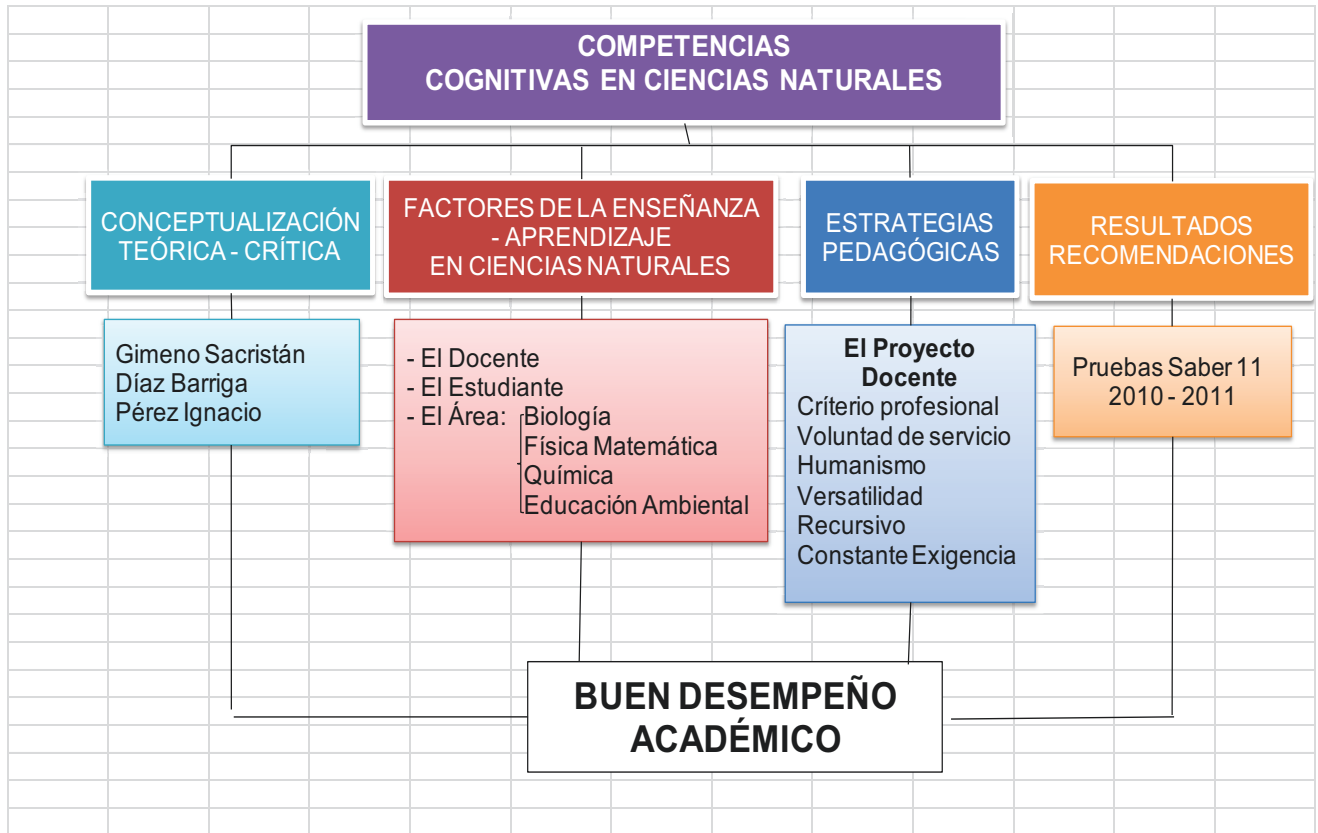 COMPETENCIAS
COGNITIVAS EN CIENCIAS NATURALES
CONCEPTUALIZACIÓN
TEÓRICA - CRÍTICA
FACTORES DE LA ENSEÑANZA
- APRENDIZAJE
EN CIENCIAS NATURALES
ESTRATEGIAS
PEDAGÓGICAS
RESULTADOS
RECOMENDACIONES
Gimeno Sacristán
Díaz Barriga
Pérez Ignacio
- El Docente
- El Estudiante
- El Área: Biología
Física Matemática
Química
Educación Ambiental
El Proyecto
Docente
Críterio profesional
Voluntad de servicio
Humanismo
Versatilidad
Recursivo
Constante Exigencia
Pruebas Saber 11
2010 - 2011
BUEN DESEMPEÑO
ACADÉMICO